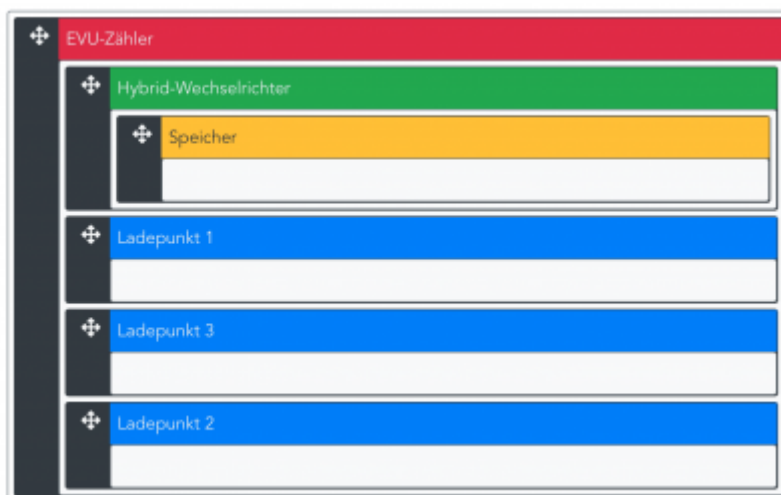 EVU-Zähler
Hybrid-Wechselrichter
Speicher
Ladepunkt 1
Ladepunkt 3
Ladepunkt 2